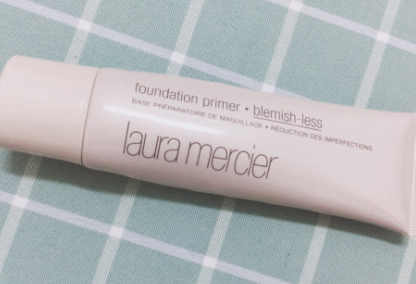 foundation primer • blemish-less
BASE PRÉPARATOIRE DE MAQUILLAGE • RÉDUCTION DES IMPERFECTIONS
laura mercier